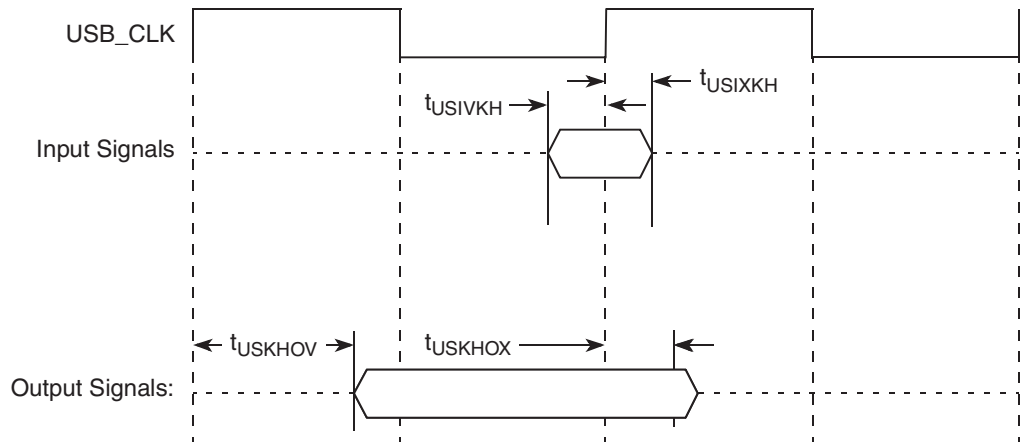 USB_CLK
tUSIXKH
tUSIVKH
Input Signals
tUSKHOV
tUSKHOX
Output Signals: